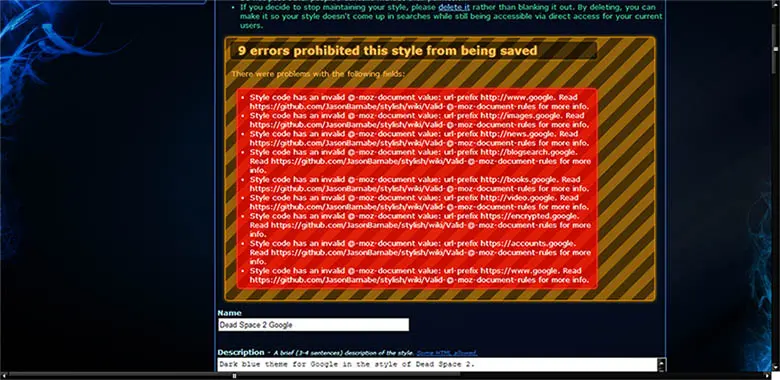 If you decide to stop maintaining your style, please delete it rather than blanking it out. By deleting, you can
make it so your style doesn't come up in searches while still being accessible via direct access for your current
users.
9 errors prohibited this style from being saved
There were problems with the following fields:
Style code has an invalid @-moz-document value: url-prefix http://www.google. Read
https://github.com/JasonBarnabe/stylish/wiki/Valid-@-moz-document-rules for more info.
Style code has an invalid @-moz-document value: url-prefix http://images.google. Read
https://github.com/JasonBarnabe/stylish/wiki/Valid-@-moz-document-rules for more info.
Style code has an invalid @-moz-document value: url-prefix http://news.google. Read
https://github.com/JasonBarnabe/stylish/wiki/Valid-@-moz-document-rules for more info.
Style code has an invalid @-moz-document value: url-prefix http://blogsearch.google.
Read https://github.com/JasonBarnabe/stylish/wiki/Valid-@-moz-document-rules for more
info.
Style code has an invalid @-moz-document value: url-prefix http://books.google. Read
https://github.com/JasonBarnabe/stylish/wiki/Valid-@-moz-document-rules for more info.
Style code has an invalid @-moz-document value: url-prefix http://video.google. Read
https://github.com/JasonBarnabe/stylish/wiki/Valid-@-moz-document-rules for more info.
Style code has an invalid @-moz-document value: url-prefix https://encrypted.google.
Read https://github.com/JasonBarnabe/stylish/wiki/Valid-@-moz-document-rules for more
info.
Style code has an invalid @-moz-document value: url-prefix https://accounts.google.
Read https://github.com/JasonBarnabe/stylish/wiki/Valid-@-moz-document-rules for more
info.
Style code has an invalid @-moz-document value: url-prefix https://www.google. Read
https://github.com/JasonBarnabe/stylish/wiki/Valid-@-moz-document-rules for more info.
Name
Dead Space 2 Google
Description - A brief (3-4 sentences) description of the style. Some HTML allowed.
Dark blue theme for Google in the style of Dead Space 2.